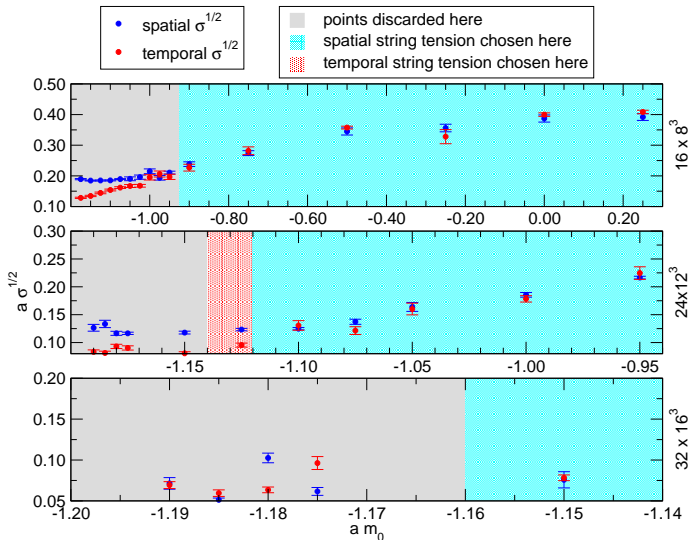 spatial σ^1/2
temporal σ^1/2
points discarded here
spatial string tension chosen here
temporal string tension chosen here
0.50
0.40
0.30
0.20
0.10
-1.00 -0.80 -0.60 -0.40 -0.20 0.00 0.20
16 x 8^3
0.30
0.25
0.20
0.15
0.10
-1.15 -1.10 -1.05 -1.00 -0.95
a σ^1/2
24x12^3
0.20
0.15
0.10
0.05
-1.20 -1.19 -1.18 -1.17 -1.16 -1.15 -1.14
32 x 16^3
a m_0